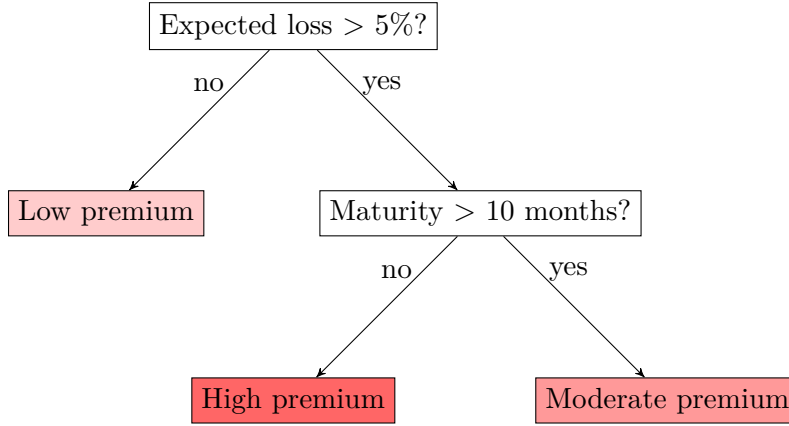 Expected loss > 5%?
no
yes
Low premium
Maturity > 10 months?
no
yes
High premium
Moderate premium